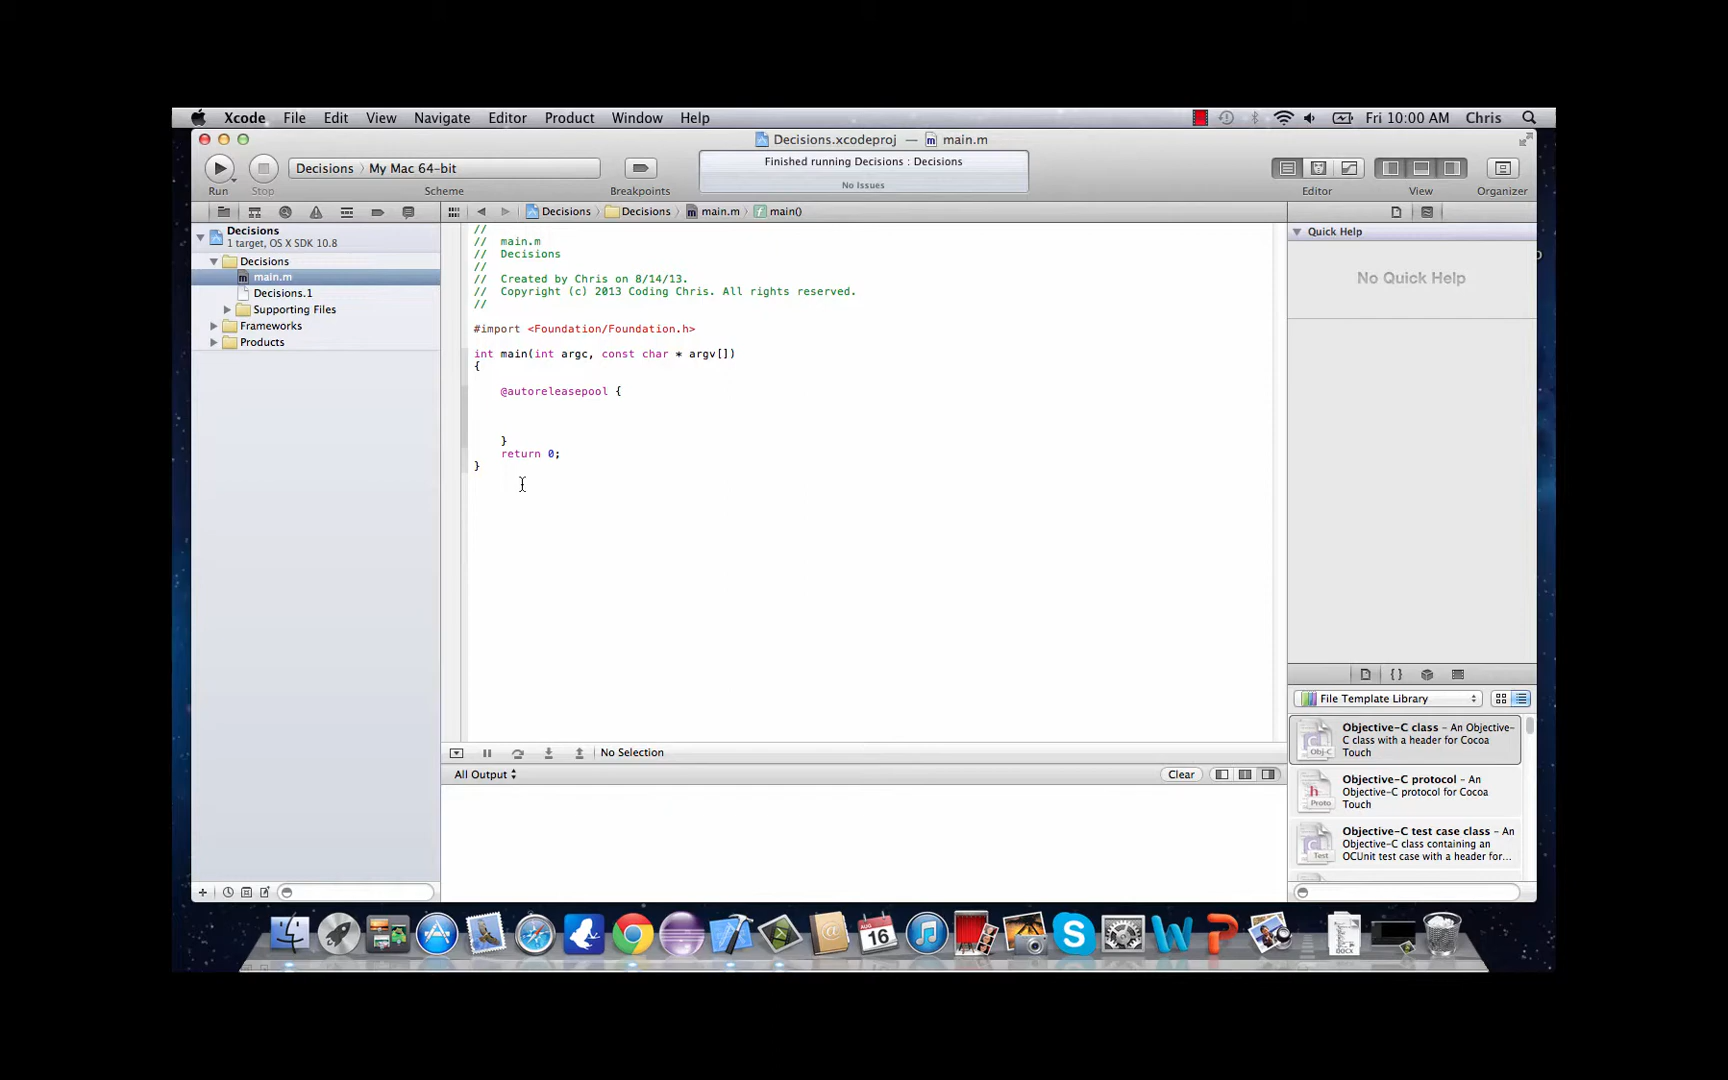 Xcode File Edit View Navigate Editor Product Window Help Fri 10:00 AM Chris
Decisions.xcodeproj — main.m
Decisions > My Mac 64-bit
Finished running Decisions : Decisions
No Issues
Run Stop Scheme Breakpoints Editor View Organizer
Decisions
1 target, OS X SDK 10.8
Decisions
main.m
Decisions.1
Supporting Files
Frameworks
Products
Decisions Decisions main.m main()
//
// main.m
// Decisions
//
// Created by Chris on 8/14/13.
// Copyright (c) 2013 Coding Chris. All rights reserved.
//
#import <Foundation/Foundation.h>
int main(int argc, const char * argv[])
{
@autoreleasepool {
}
return 0;
}
No Selection
All Output
Clear
Quick Help
No Quick Help
File Template Library
Objective-C class – An Objective-
C class with a header for Cocoa
Touch
Obj-C
Objective-C protocol – An
Objective-C protocol for Cocoa
Touch
Proto
Objective-C test case class – An
Objective-C class containing an
OCUnit test case with a header for...
Test
AUG
16
DOCX